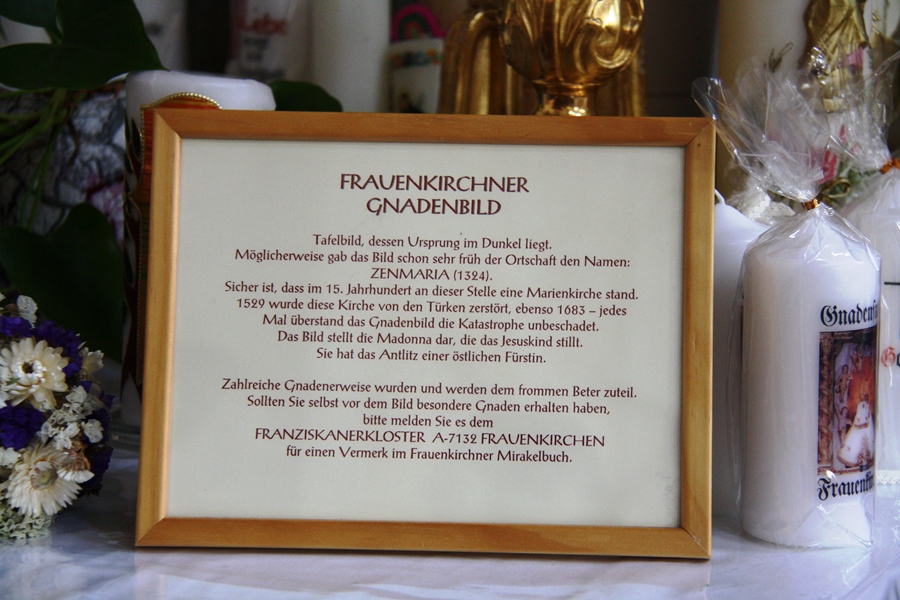 FRAUENKIRCHNER
GNADENBILD
Tafelbild, dessen Ursprung im Dunkel liegt.
Möglicherweise gab das Bild schon sehr früh der Ortschaft den Namen:
ZENMARIA (1324).
Sicher ist, dass im 15. Jahrhundert an dieser Stelle eine Marienkirche stand.
1529 wurde diese Kirche von den Türken zerstört, ebenso 1683 – jedes
Mal überstand das Gnadenbild die Katastrophe unbeschadet.
Das Bild stellt die Madonna dar, die das Jesuskind stillt.
Sie hat das Antlitz einer östlichen Fürstin.
Zahlreiche Gnadenerweise wurden und werden dem frommen Beter zuteil.
Sollten Sie selbst vor dem Bild besondere Gnaden erhalten haben,
bitte melden Sie es dem
FRANZISKANERKLOSTER A-7132 FRAUENKIRCHEN
für einen Vermerk im Frauenkirchner Mirakelbuch.
Liebe